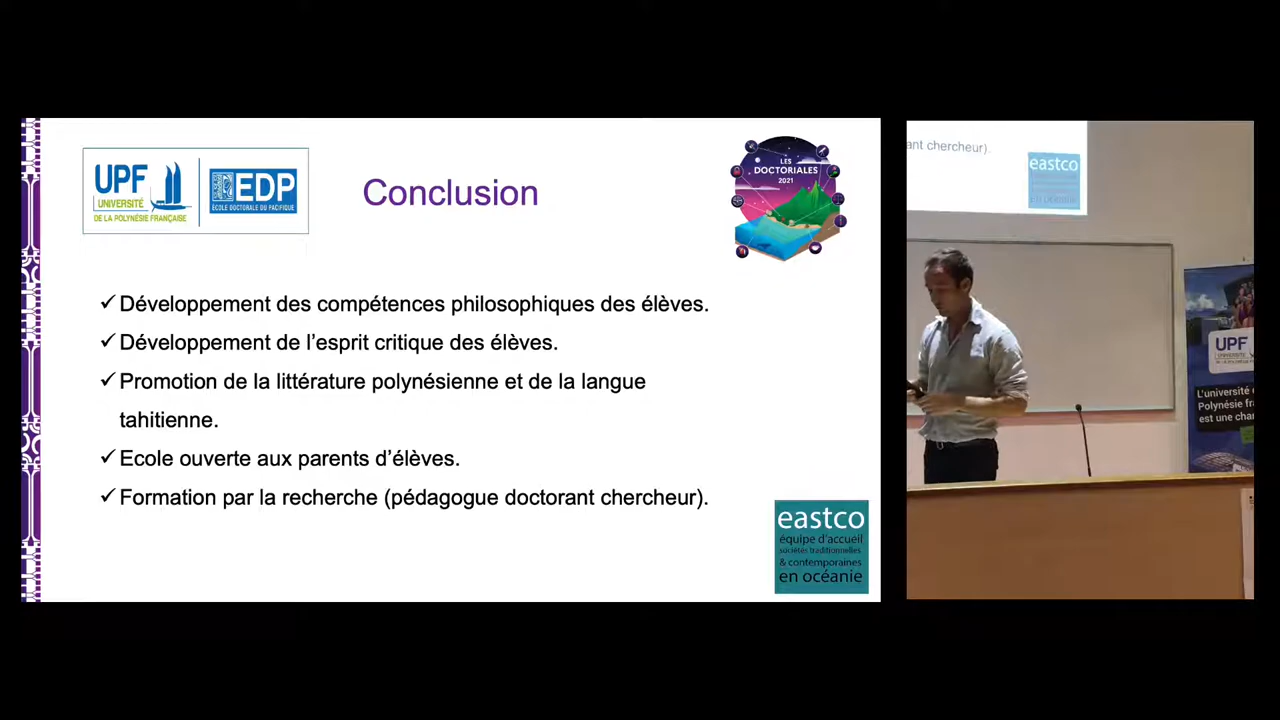 UPF
UNIVERSITÉ
DE LA POLYNÉSIE FRANÇAISE
EDP
ÉCOLE DOCTORALE DU PACIFIQUE
Conclusion
LES
DOCTORIALES
2021
✓ Développement des compétences philosophiques des élèves.
✓ Développement de l’esprit critique des élèves.
✓ Promotion de la littérature polynésienne et de la langue
tahitienne.
✓ Ecole ouverte aux parents d’élèves.
✓ Formation par la recherche (pédagogue doctorant chercheur).
eastco
équipe d'accueil
sociétés traditionnelles
& contemporaines
en océanie
ant chercheur).
eastco
en océanie
UPF
L'université
Polynésie fra
est une cha